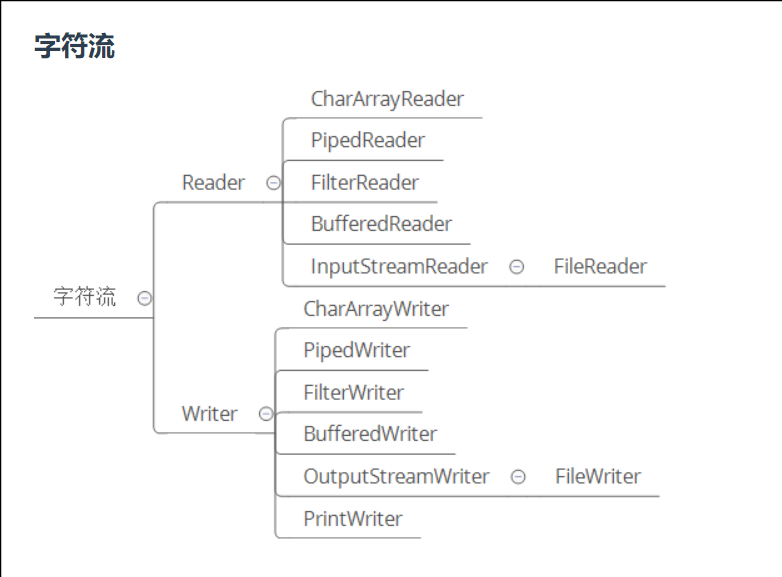 字符流
CharArrayReader
PipedReader
Reader
FilterReader
BufferedReader
InputStreamReader
FileReader
字符流
CharArrayWriter
PipedWriter
FilterWriter
Writer
BufferedWriter
OutputStreamWriter
FileWriter
PrintWriter